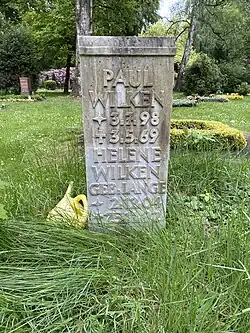 PAUL
WILKEN
✶ 3.1.98
✝ 3.5.69
HELENE
WILKEN
GEB. LANGE